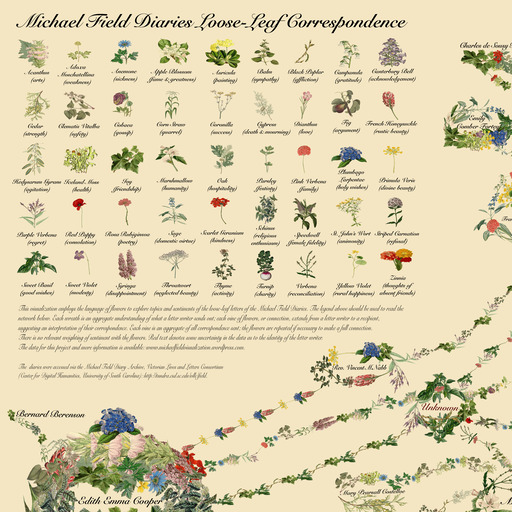 Michael Field Diaries Loose-Leaf Correspondence
Charles de Sousy
Acanthus
(arts)
Adoxa
Moschatellina
(weakness)
Anemone
(sickness)
Apple Blossom
(fame & greatness)
Auricula
(painting)
Balm
(sympathy)
Black Poplar
(affliction)
Campanula
(gratitude)
Canterbury Bell
(acknowledgement)
Cedar
(strength)
Clematis Vitalba
(safety)
Cobaea
(gossip)
Corn Straw
(quarrel)
Coronilla
(success)
Cypress
(death & mourning)
Dianthus
(love)
Fig
(argument)
French Honeysuckle
(rustic beauty)
Emily
Hedysarum Gyrans
(agitation)
Iceland Moss
(health)
Ivy
(friendship)
Marshmallow
(humanity)
Oak
(hospitality)
Parsley
(festivity)
Pink Verbena
(family)
Plumbago
Larpentae
(holy wishes)
Primula Veris
(divine beauty)
Purple Verbena
(regret)
Red Poppy
(consolation)
Rosa Rubiginosa
(poetry)
Sage
(domestic virtue)
Scarlet Geranium
(kindness)
Schinus
(religious
enthusiasm)
Speedwell
(female fidelity)
St. John's Wort
(animosity)
Striped Carnation
(refusal)
Sweet Basil
(good wishes)
Sweet Violet
(modesty)
Syringa
(disappointment)
Throatwort
(neglected beauty)
Thyme
(activity)
Turnip
(charity)
Verbena
(reconciliation)
Yellow Violet
(rural happiness)
Zinnia
(thoughts of
absent friends)
This visualization employs the language of flowers to explore topics and sentiments of the loose-leaf letters of the Michael Field Diaries. The legend above should be used to read the
network below. Each wreath is an aggregate understanding of what a letter writer sends out; each vine of flowers, or connection, extends from a letter writer to a recipient,
suggesting an interpretation of their correspondence. Each vine is an aggregate of all correspondence sent; the flowers are repeated if necessary to make a full connection.
There is no relevant weighting of sentiment with the flowers. Red text denotes some uncertainty in the data as to the identity of the letter writer.
The data for this project and more information is available: www.michaelfieldvisualization.wordpress.com.
The diaries were accessed on the Michael Field Diary Archive, Victorian Lives and Letters Consortium
(Center for Digital Humanities, University of South Carolina):
Rev. Vincent McNabb
Unknown
Bernard Berenson
Edith Emma Cooper
Mary Pearsall Costelloe